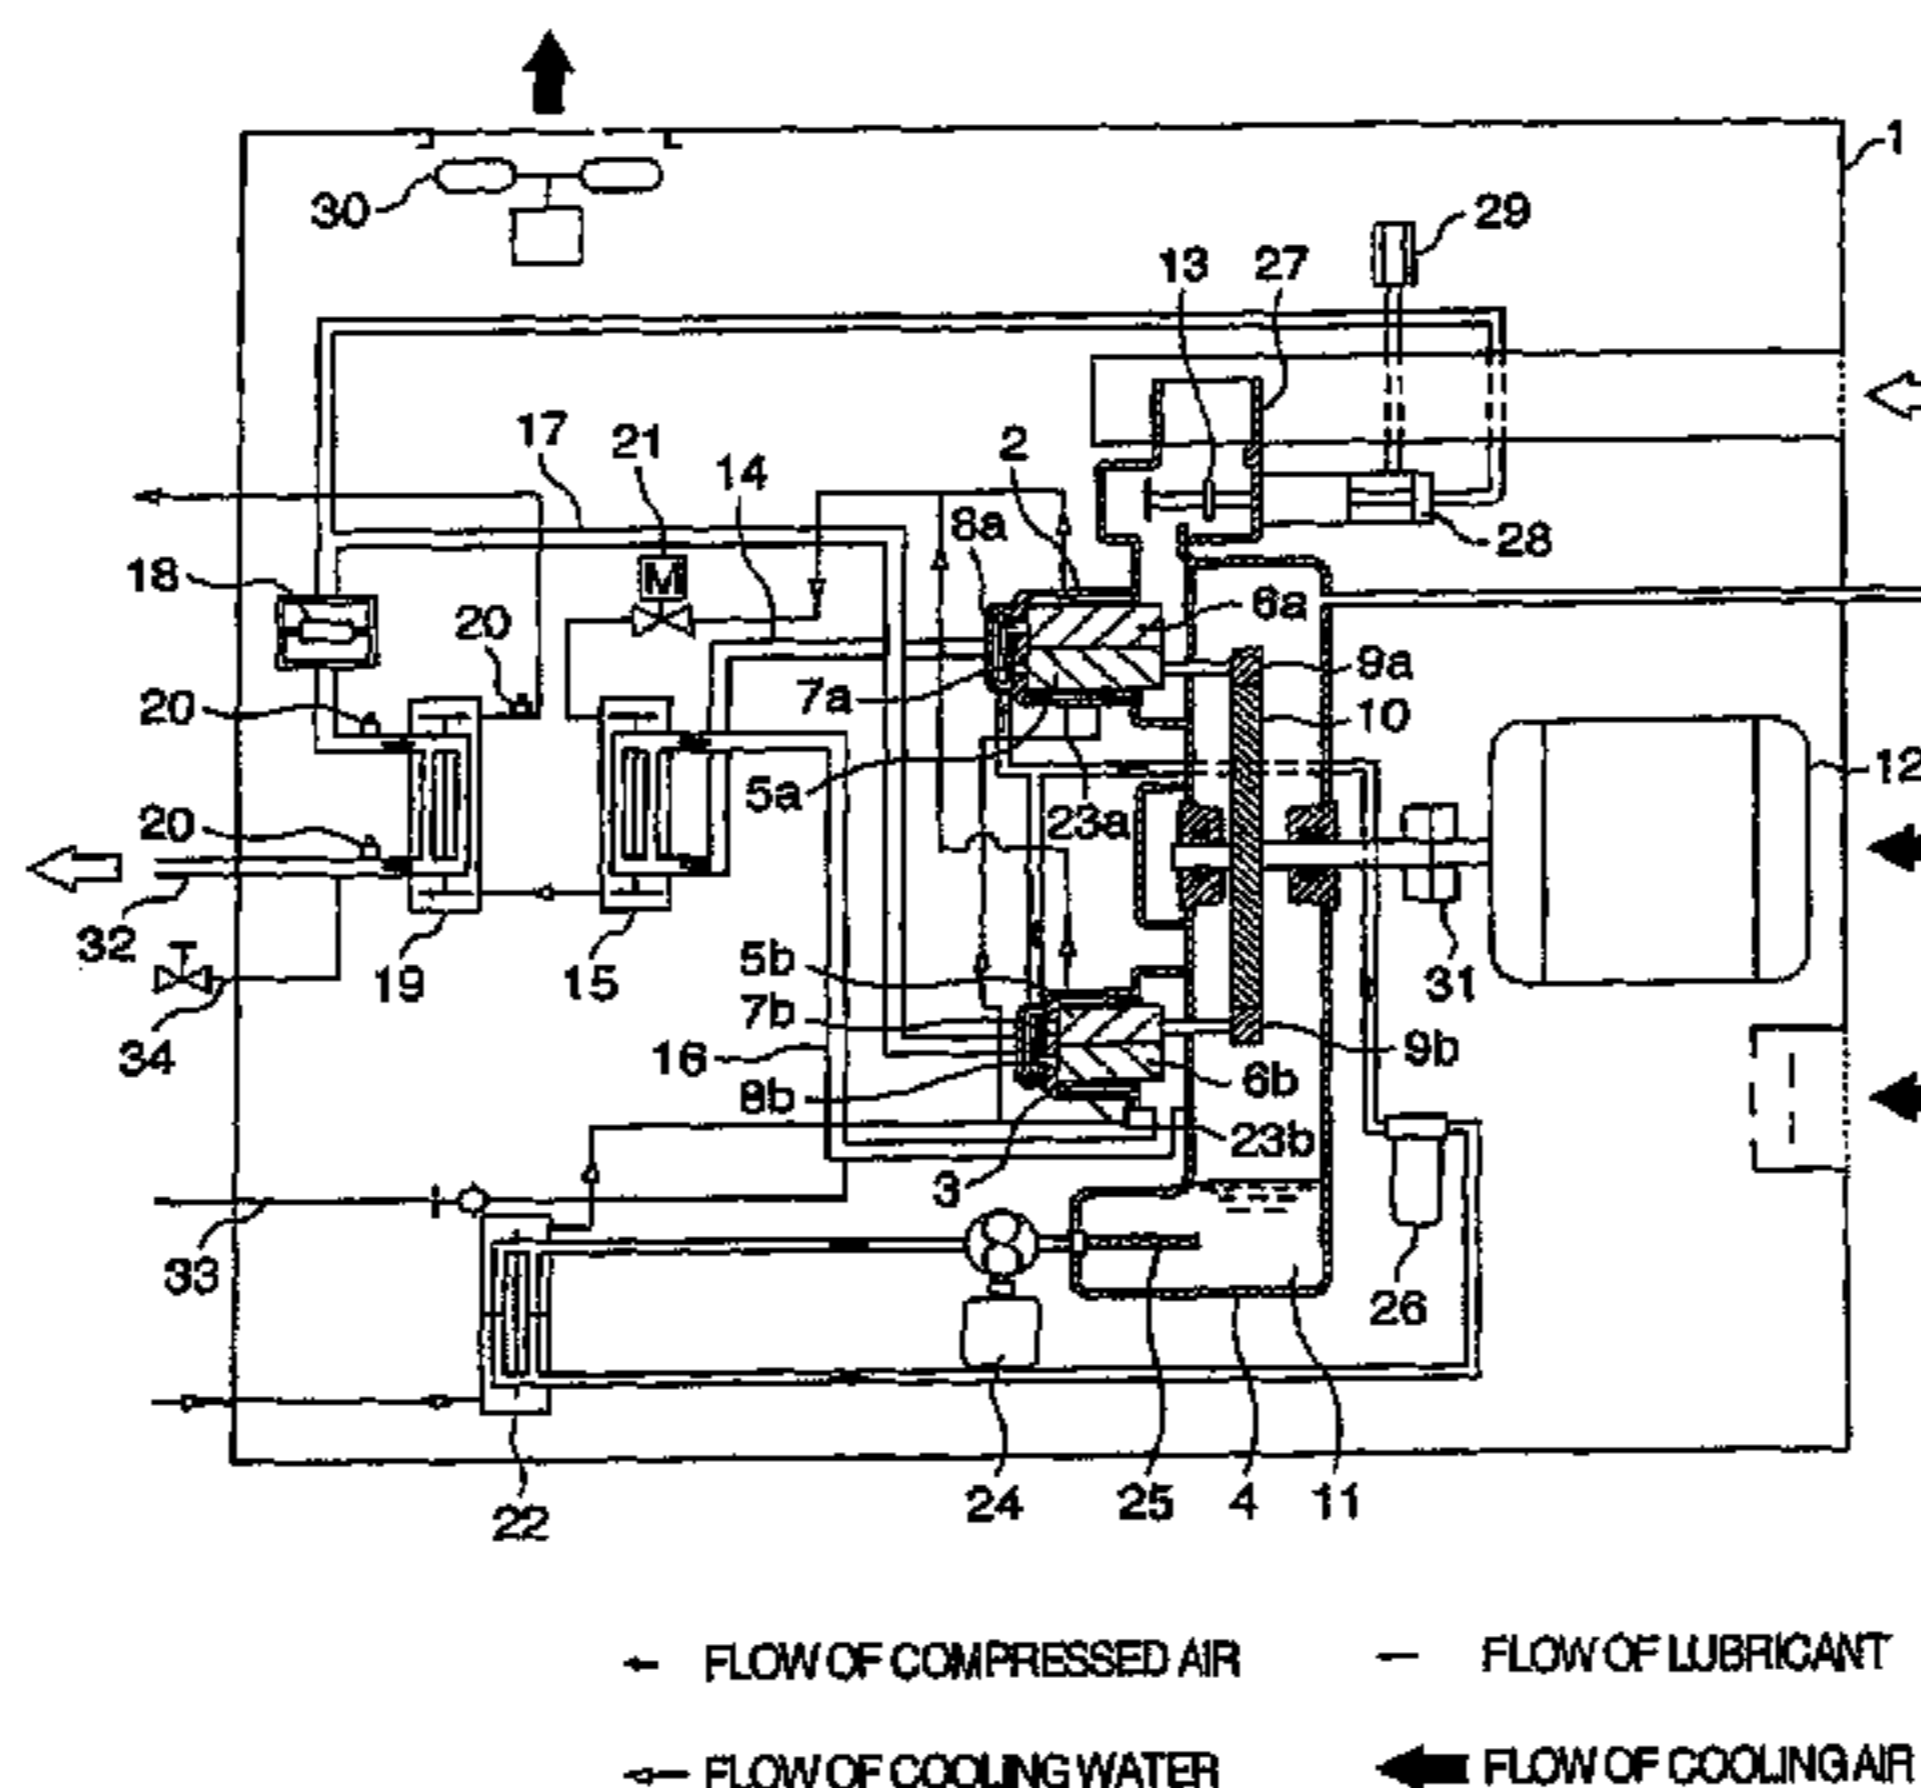 1
30
29
13
27
17
21
14
2
8a
28
18
M
20
6a
20
7a
9a
10
5a
23a
12
20
32
19
15
5b
31
7b
34
16
9b
8b
6b
23b
3
33
26
22
24
25
4
11
FLOW OF COMPRESSED AIR
FLOW OF LUBRICANT
FLOW OF COOLING WATER
FLOW OF COOLING AIR